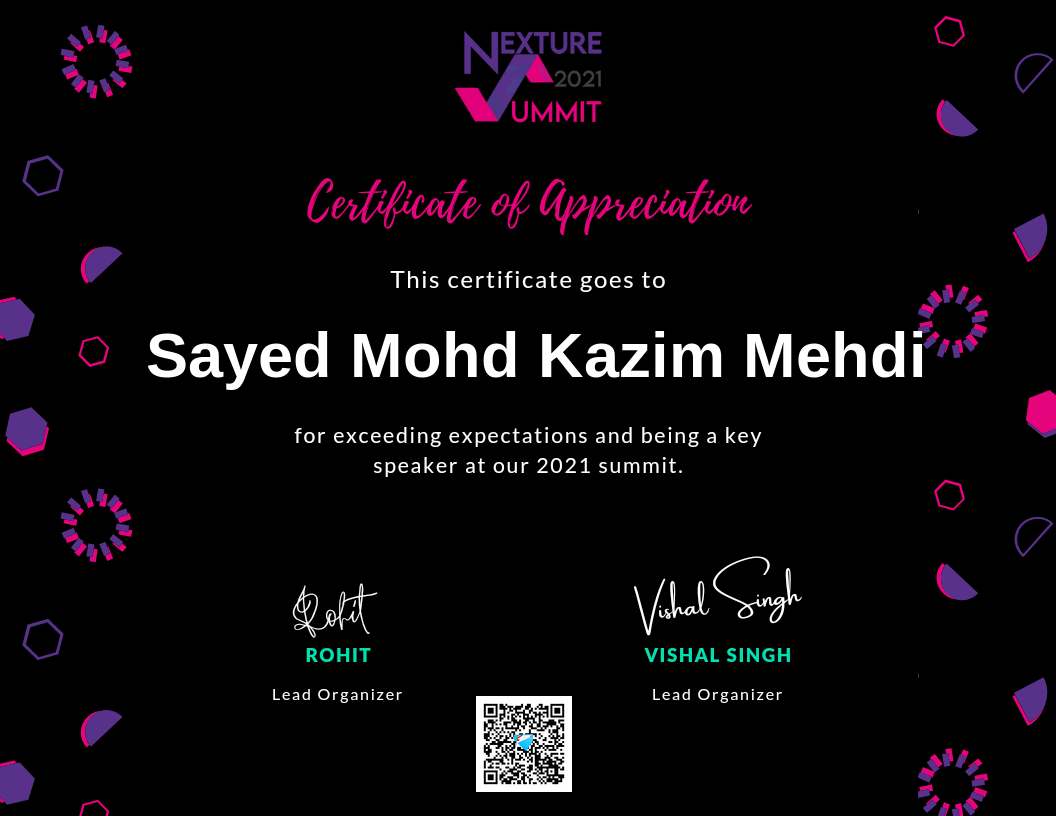 NEXTURE
2021
SUMMIT
Certificate of Appreciation
This certificate goes to
Sayed Mohd Kazim Mehdi
for exceeding expectations and being a key
speaker at our 2021 summit.
Rohit
Vishal Singh
ROHIT
VISHAL SINGH
Lead Organizer
Lead Organizer